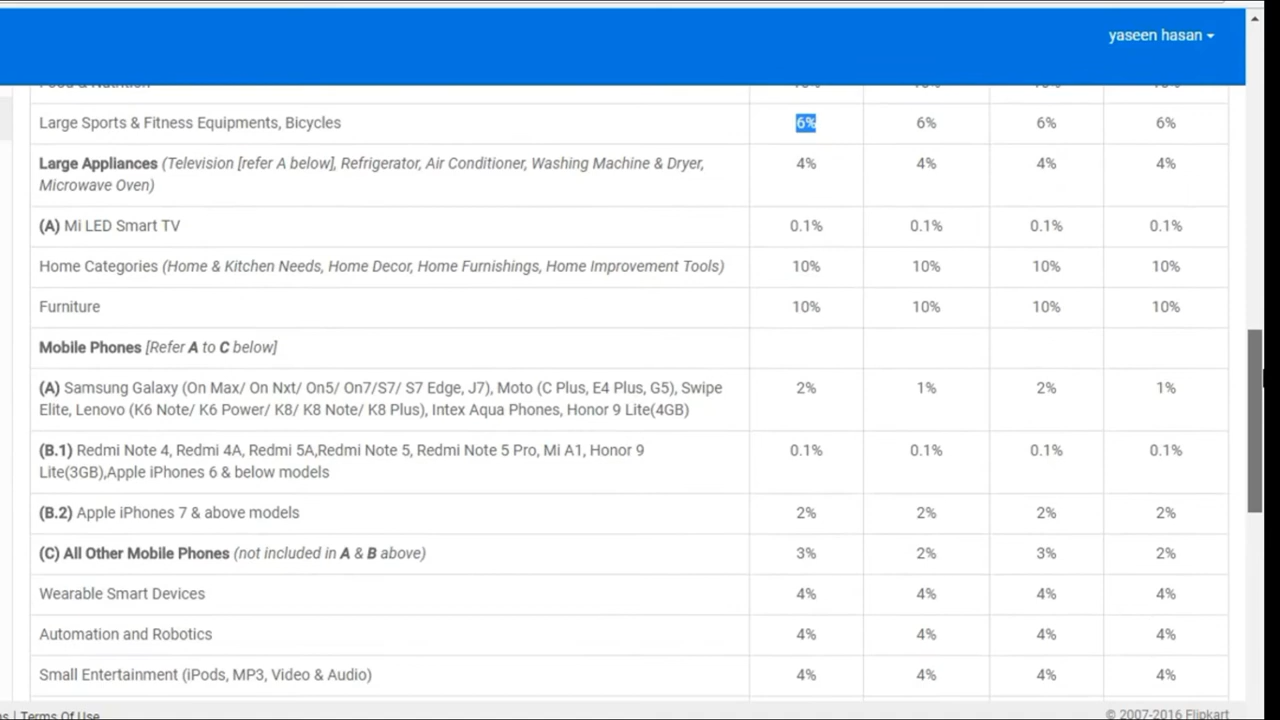 yaseen hasan
Large Sports & Fitness Equipments, Bicycles 6% 6% 6% 6%
Large Appliances (Television [refer A below], Refrigerator, Air Conditioner, Washing Machine & Dryer, 4% 4% 4% 4%
Microwave Oven)
(A) Mi LED Smart TV 0.1% 0.1% 0.1% 0.1%
Home Categories (Home & Kitchen Needs, Home Decor, Home Furnishings, Home Improvement Tools) 10% 10% 10% 10%
Furniture 10% 10% 10% 10%
Mobile Phones [Refer A to C below]
(A) Samsung Galaxy (On Max/ On Nxt/ On5/ On7/S7/ S7 Edge, J7), Moto (C Plus, E4 Plus, G5), Swipe 2% 1% 2% 1%
Elite, Lenovo (K6 Note/ K6 Power/ K8/ K8 Note/ K8 Plus), Intex Aqua Phones, Honor 9 Lite(4GB)
(B.1) Redmi Note 4, Redmi 4A, Redmi 5A,Redmi Note 5, Redmi Note 5 Pro, Mi A1, Honor 9 0.1% 0.1% 0.1% 0.1%
Lite(3GB),Apple iPhones 6 & below models
(B.2) Apple iPhones 7 & above models 2% 2% 2% 2%
(C) All Other Mobile Phones (not included in A & B above) 3% 2% 3% 2%
Wearable Smart Devices 4% 4% 4% 4%
Automation and Robotics 4% 4% 4% 4%
Small Entertainment (iPods, MP3, Video & Audio) 4% 4% 4% 4%
| Terms Of Use © 2007-2016 Flipkart